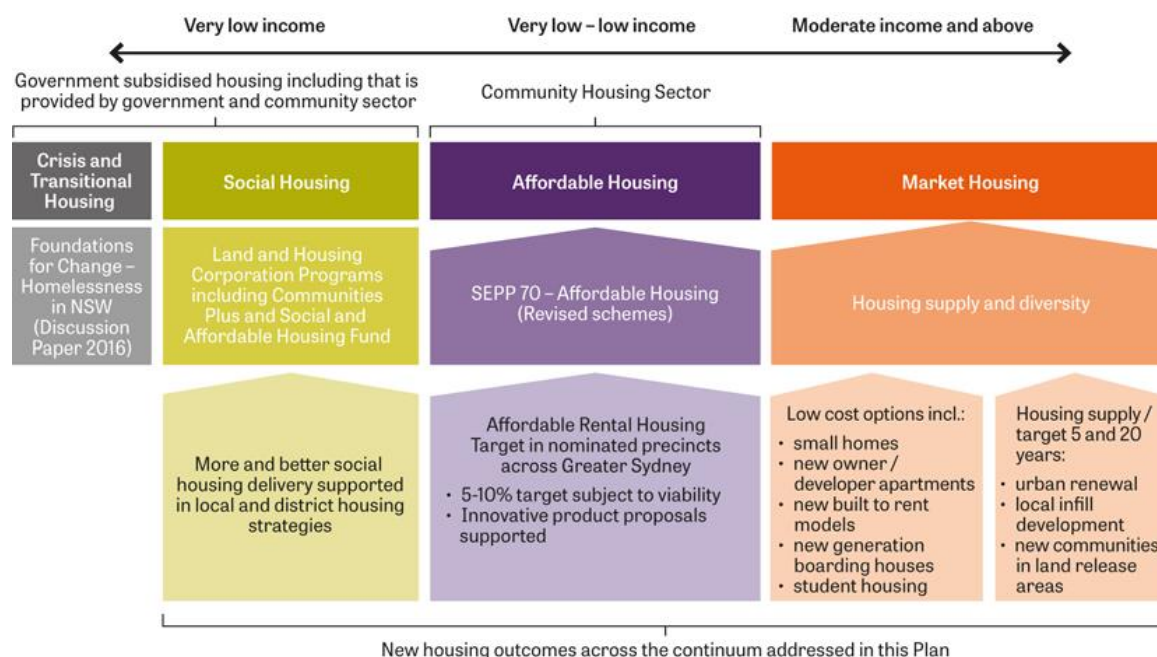 Very low income
Very low – low income
Moderate income and above
Government subsidised housing including that is
provided by government and community sector
Community Housing Sector
Crisis and
Transitional
Housing
Social Housing
Affordable Housing
Market Housing
Foundations
for Change –
Homelessness
in NSW
(Discussion
Paper 2016)
Land and Housing
Corporation Programs
including Communities
Plus and Social and
Affordable Housing Fund
SEPP 70 – Affordable Housing
(Revised schemes)
Housing supply and diversity
More and better social
housing delivery supported
in local and district housing
strategies
Affordable Rental Housing
Target in nominated precincts
across Greater Sydney
• 5-10% target subject to viability
• Innovative product proposals
supported
Low cost options incl.:
• small homes
• new owner /
developer apartments
• new built to rent
models
• new generation
boarding houses
• student housing
Housing supply /
target 5 and 20
years:
• urban renewal
• local infill
development
• new communities
in land release
areas
New housing outcomes across the continuum addressed in this Plan